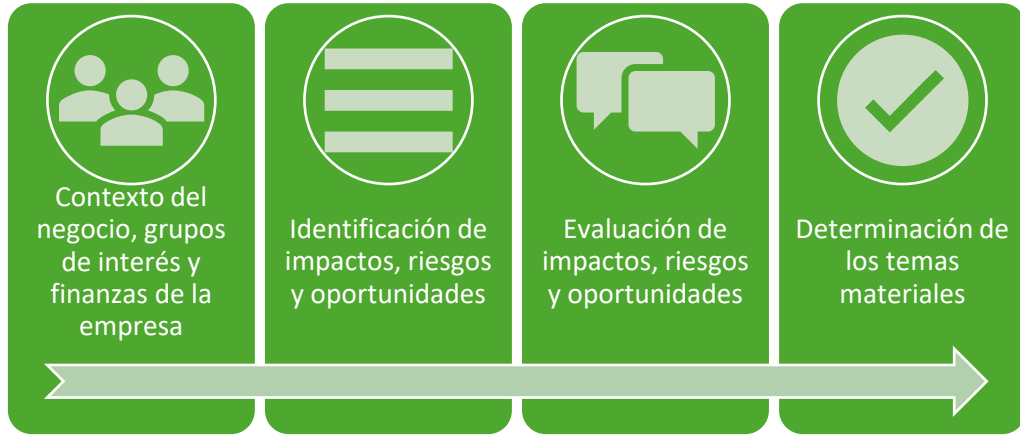 Contexto del
negocio, grupos
de interés y
finanzas de la
empresa
Identificación de
impactos, riesgos
y oportunidades
Evaluación de
impactos, riesgos
y oportunidades
Determinación de
los temas
materiales